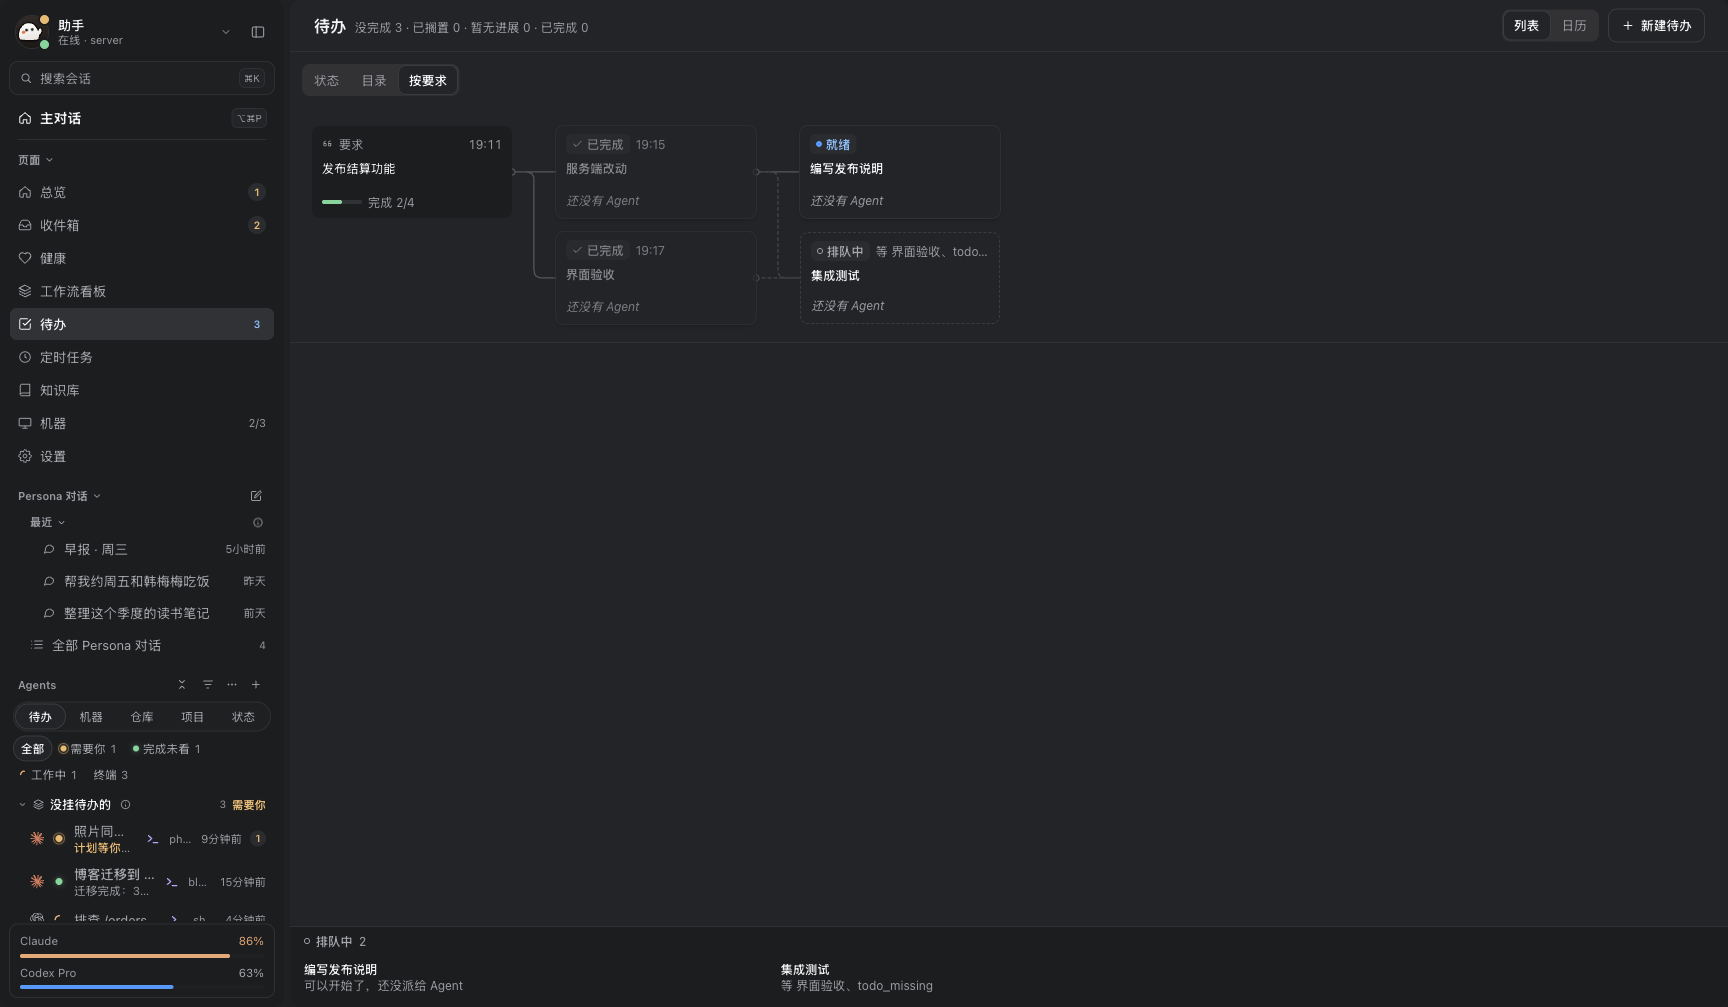 助手
在线 · server
搜索会话 ⌘K
主对话 ⌥⌘P
页面
总览 1
收件箱 2
健康
工作流看板
待办 3
定时任务
知识库
机器 2/3
设置
Persona 对话
最近
早报 · 周三 5小时前
帮我约周五和韩梅梅吃饭 昨天
整理这个季度的读书笔记 前天
全部 Persona 对话 4
Agents
待办 机器 仓库 项目 状态
全部 需要你 1 完成未看 1
工作中 1 终端 3
没挂待办的 3 需要你
照片同… ph… 9分钟前 1
计划等你…
博客迁移到 … bl… 15分钟前
迁移完成：3…
排查 /orders sh 4分钟前
Claude 86%
Codex Pro 63%
待办 没完成 3 · 已搁置 0 · 暂无进展 0 · 已完成 0
列表 日历 + 新建待办
状态 目录 按要求
要求 19:11
发布结算功能
完成 2/4
已完成 19:15
服务端改动
还没有 Agent
已完成 19:17
界面验收
还没有 Agent
就绪
编写发布说明
还没有 Agent
排队中 等 界面验收、todo…
集成测试
还没有 Agent
排队中 2
编写发布说明
可以开始了，还没派给 Agent
集成测试
等 界面验收、todo_missing